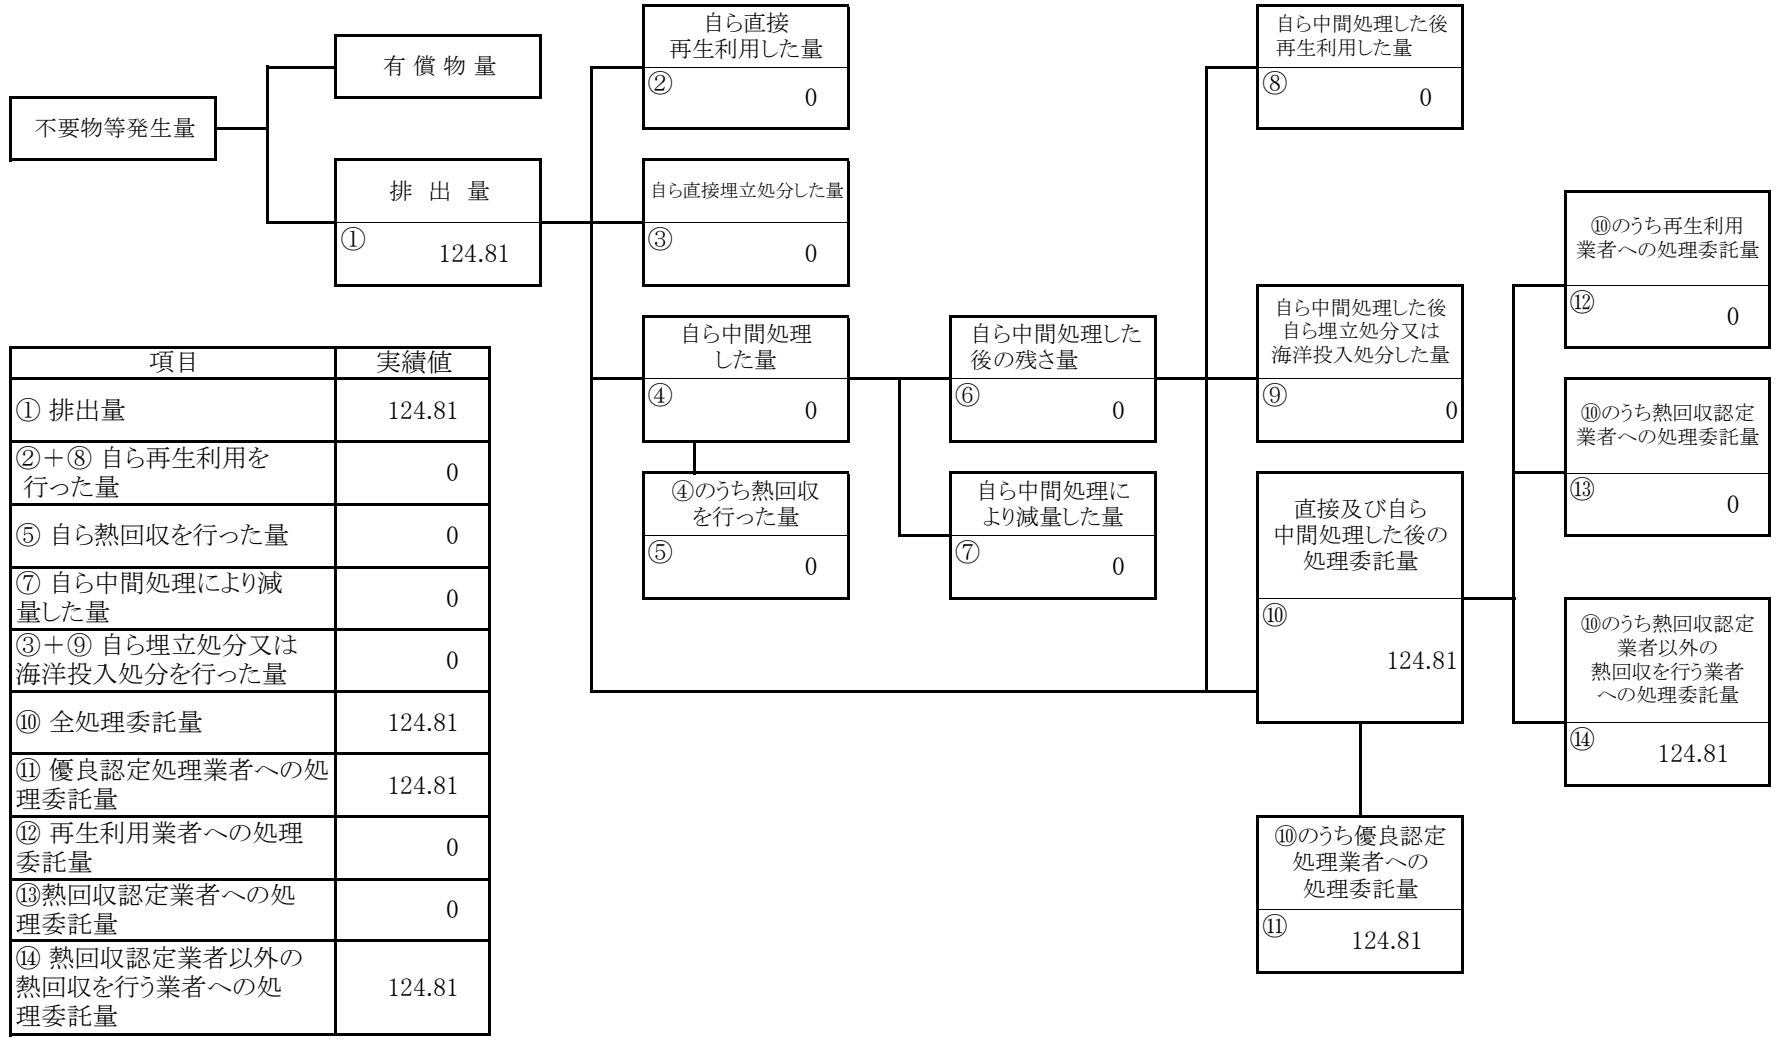 不要物等発生量
有 償 物 量
排 出 量
①
124.81
自ら直接
再生利用した量
②
0
自ら直接埋立処分した量
③
0
自ら中間処理
した量
④
0
④のうち熱回収
を行った量
⑤
0
自ら中間処理した
後の残さ量
⑥
0
自ら中間処理に
より減量した量
⑦
0
自ら中間処理した後
再生利用した量
⑧
0
自ら中間処理した後
自ら埋立処分又は
海洋投入処分した量
⑨
0
直接及び自ら
中間処理した後の
処理委託量
⑩
124.81
⑩のうち優良認定
処理業者への
処理委託量
⑪
124.81
⑩のうち再生利用
業者への処理委託量
⑫
0
⑩のうち熱回収認定
業者への処理委託量
⑬
0
⑩のうち熱回収認定
業者以外の
熱回収を行う業者
への処理委託量
⑭
124.81
項目 実績値
① 排出量 124.81
②＋⑧ 自ら再生利用を
行った量 0
⑤ 自ら熱回収を行った量 0
⑦ 自ら中間処理により減
量した量 0
③＋⑨ 自ら埋立処分又は
海洋投入処分を行った量 0
⑩ 全処理委託量 124.81
⑪ 優良認定処理業者への処
理委託量 124.81
⑫ 再生利用業者への処理
委託量 0
⑬熱回収認定業者への処
理委託量 0
⑭ 熱回収認定業者以外の
熱回収を行う業者への処
理委託量 124.81